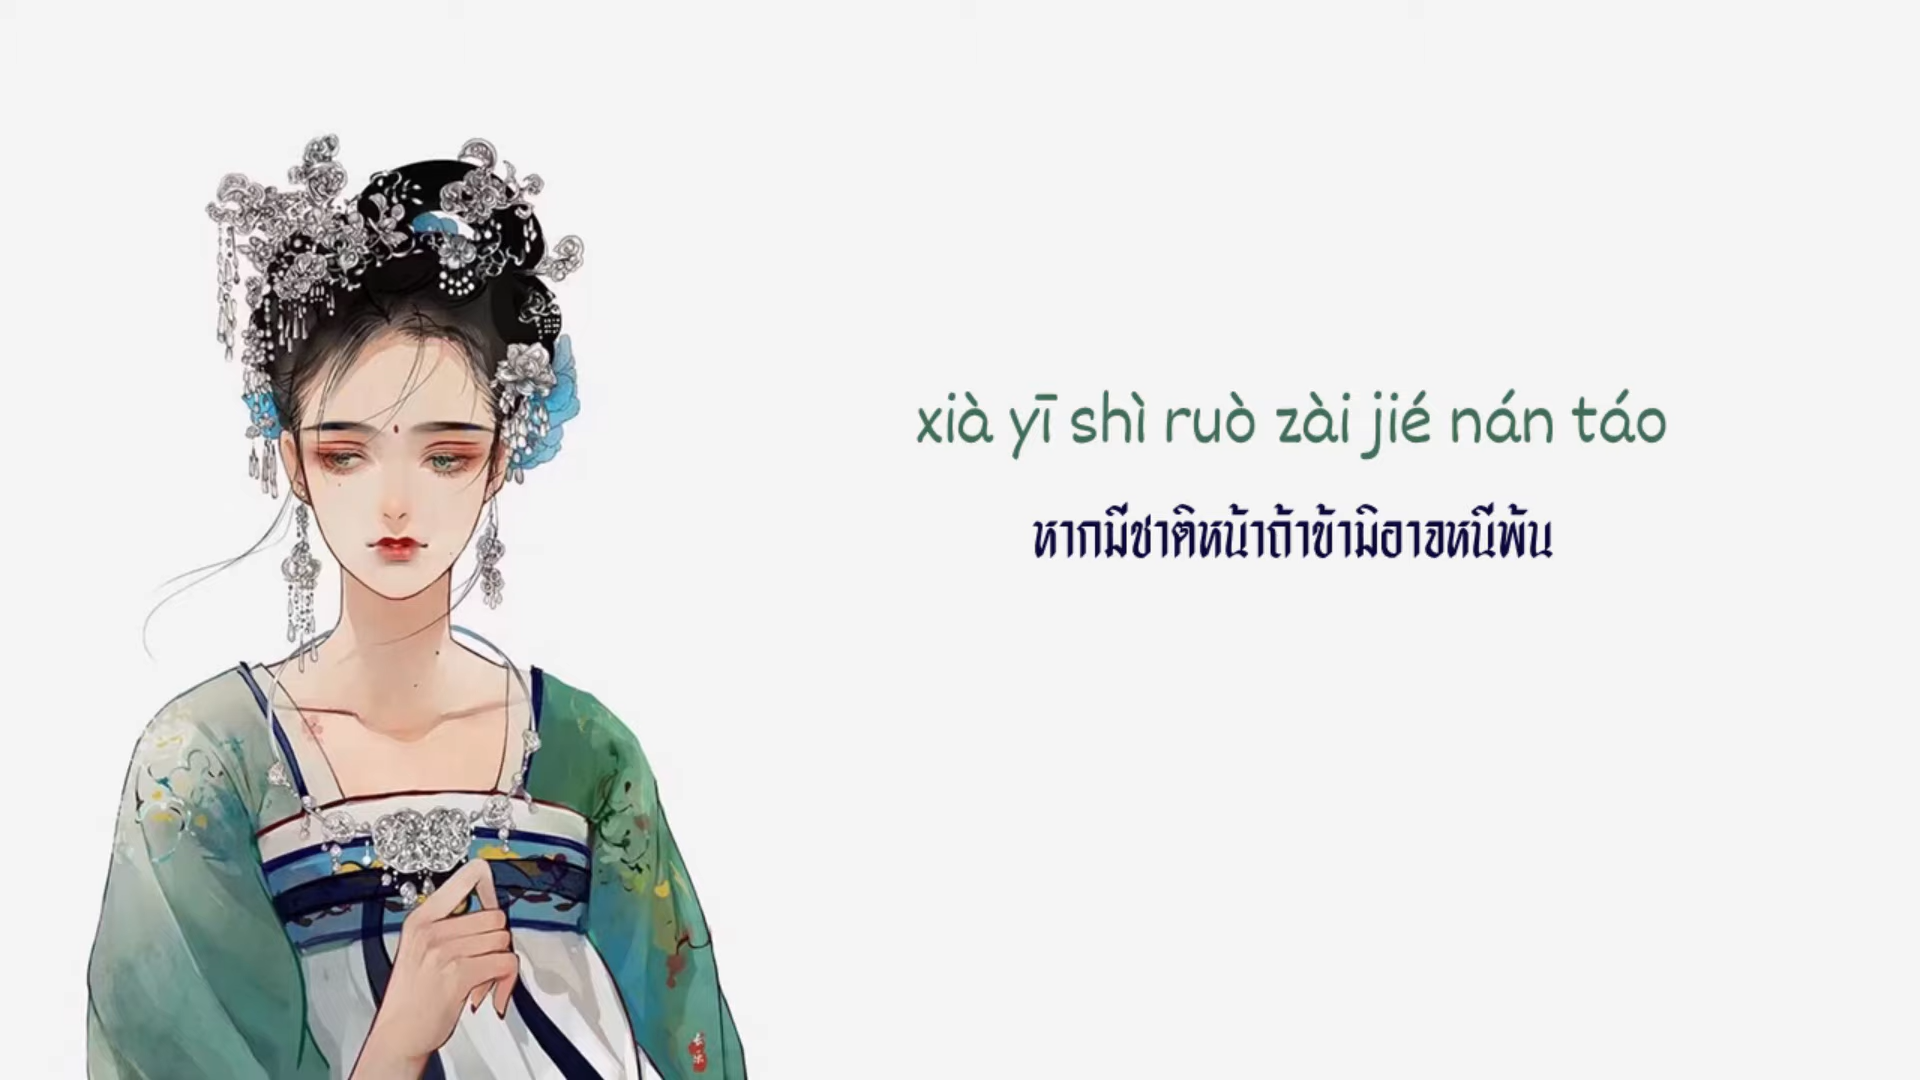 xià yī shì ruò zài jié nán táo
หากมีชาติหน้าถ้าข้ามิอาจหนีพ้น